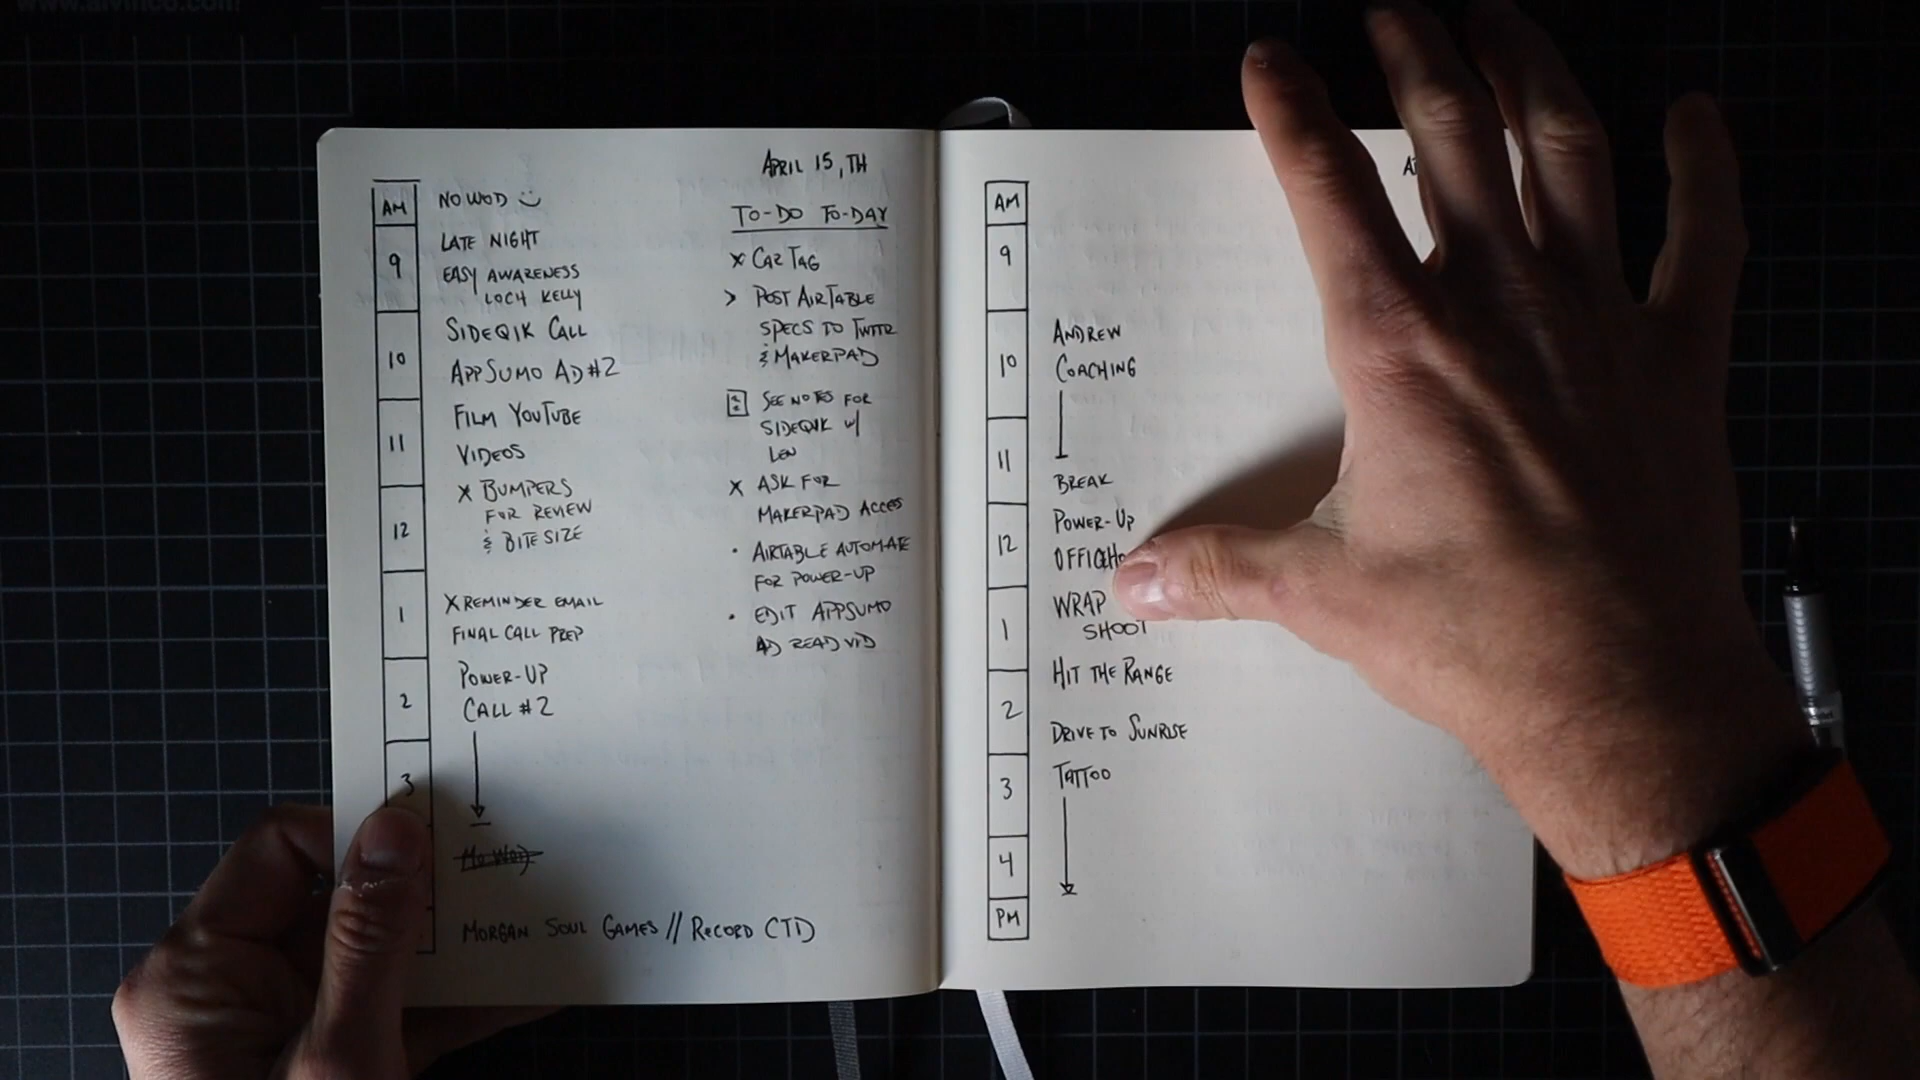 www.alvinco.com
APRIL 15, TH
AM
NO WOD
TO-DO TO-DAY
LATE NIGHT
9
EASY AWARENESS
LOCH KELLY
SIDEQIK CALL
10
APPSUMO AD #2
FILM YOUTUBE
11
VIDEOS
X BUMPERS
FOR REVIEW
12
& BITE SIZE
1
X REMINDER EMAIL
FINAL CALL PREP
POWER-UP
2
CALL #2
3
MORGAN SOUL GAMES // RECORD CTD
X CAR TAG
> POST AIRTABLE
SPECS TO TWTTR
& MAKERPAD
SEE NOTES FOR
SIDEQIK W/
LEN
X ASK FOR
MAKERPAD ACCES
· AIRTABLE AUTOMATE
FOR POWER-UP
· EDIT APPSUMO
AD READ VID
AM
9
ANDREW
10
COACHING
11
BREAK
POWER-UP
12
WRAP
1
SHOOT
HIT THE RANGE
2
DRIVE TO SUNRISE
TATTOO
3
4
PM